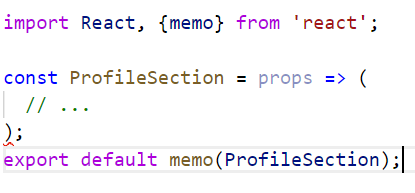 import React, {memo} from 'react';
const ProfileSection = props => (
// ...
);
export default memo(ProfileSection);